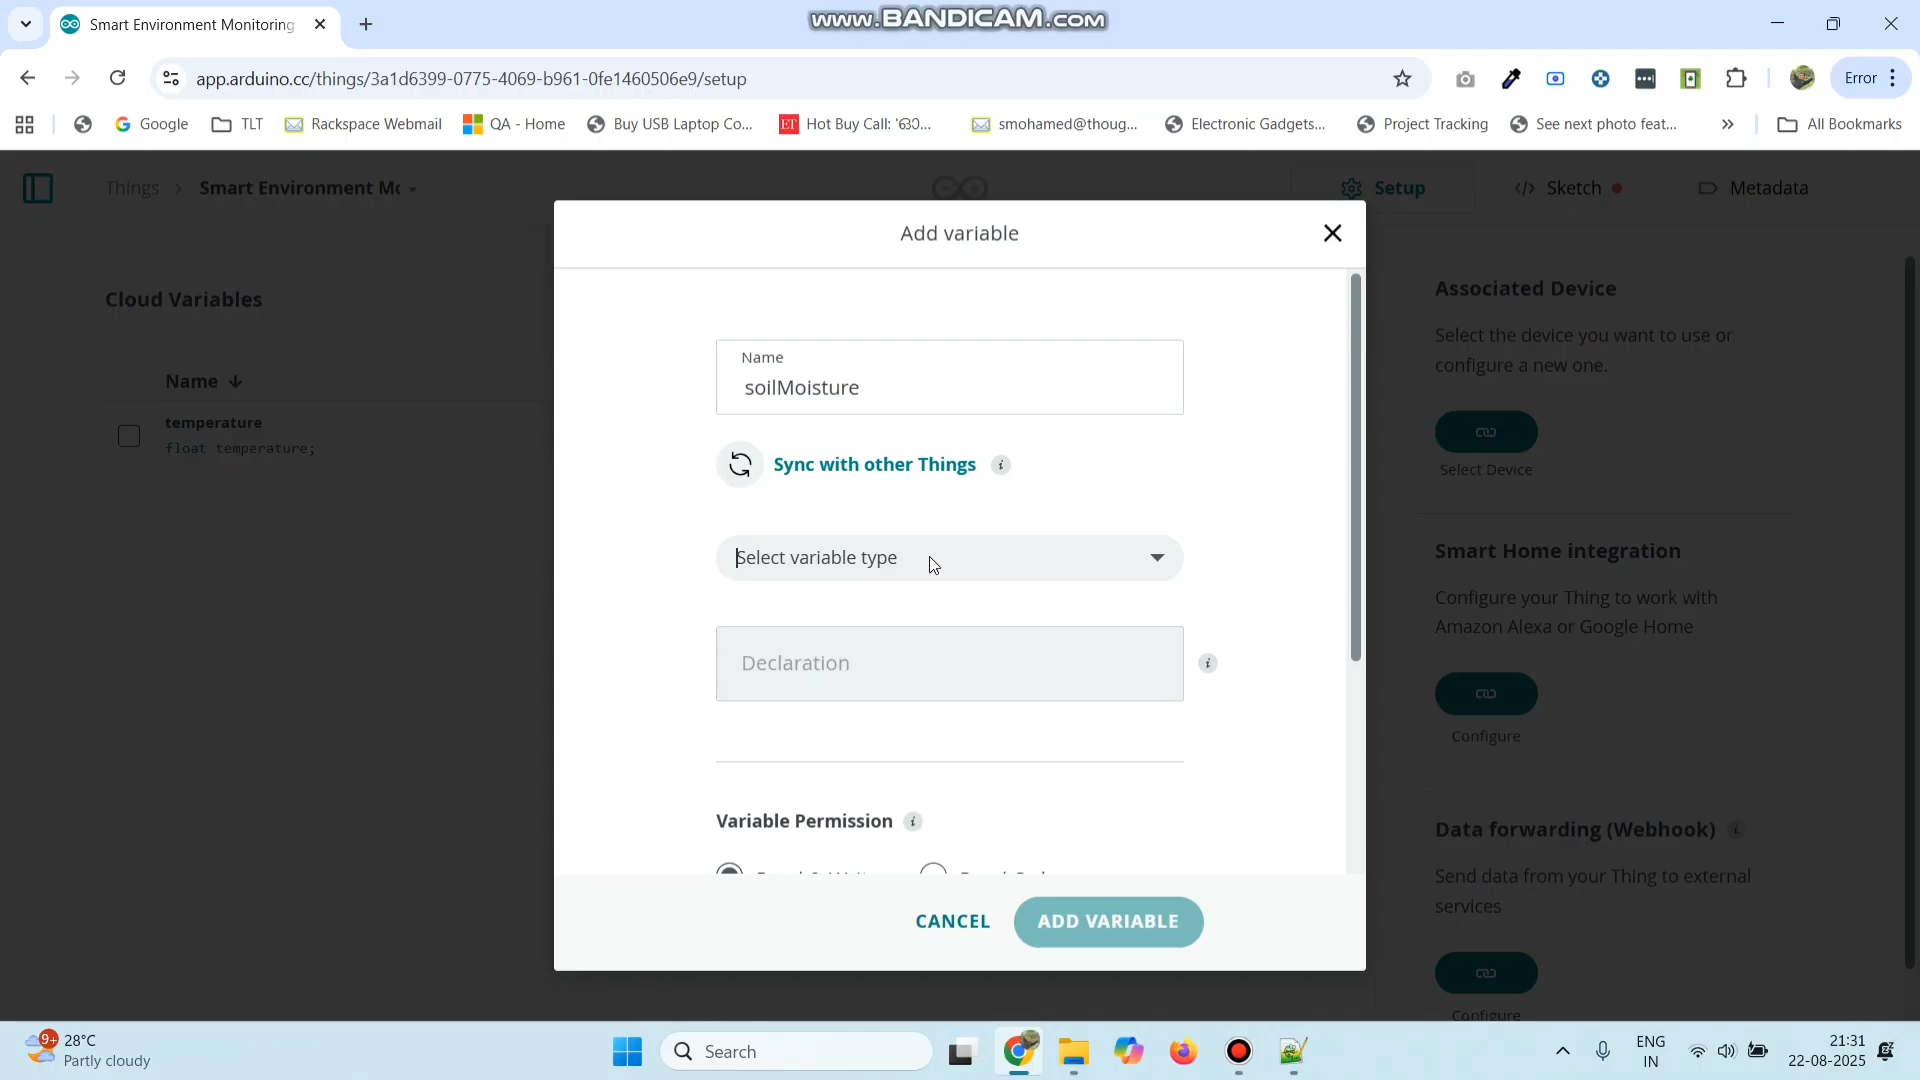 Smart Environment Monitoring
www.BANDICAM.com
app.arduino.cc/things/3a1d6399-0775-4069-b961-0fe1460506e9/setup
Error
Google
TLT
Rackspace Webmail
QA - Home
Buy USB Laptop Co...
Hot Buy Call: '63ა...
smohamed@thoug...
Electronic Gadgets...
Project Tracking
See next photo feat...
All Bookmarks
Things > Smart Environment Mo
Setup
</> Sketch
Metadata
Add variable
Cloud Variables
Name
temperature
float temperature;
Name
soilMoisture
Sync with other Things
Select variable type
Declaration
Variable Permission
CANCEL
ADD VARIABLE
Associated Device
Select the device you want to use or
configure a new one.
Select Device
Smart Home integration
Configure your Thing to work with
Amazon Alexa or Google Home
Configure
Data forwarding (Webhook)
Send data from your Thing to external
services
Configure
9+
28°C
Partly cloudy
Search
ENG
IN
21:31
22-08-2025